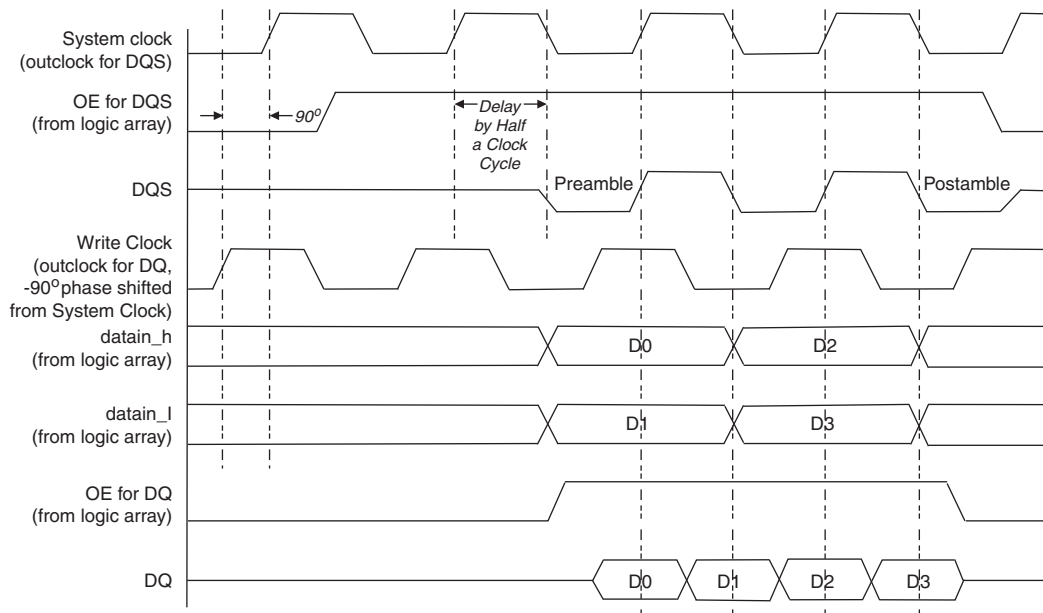 System clock
(outclock for DQS)
OE for DQS
(from logic array)
90°
Delay
by Half
a Clock
Cycle
DQS
Preamble
Postamble
Write Clock
(outclock for DQ,
-90° phase shifted
from System Clock)
datain_h
(from logic array)
D0
D2
datain_l
(from logic array)
D1
D3
OE for DQ
(from logic array)
DQ
D0
D1
D2
D3